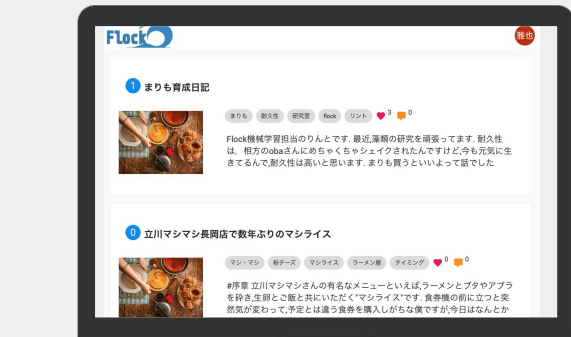 Flock
雅也
1 まりも育成日記
まりも 耐久性 研究室 flock リント 3 0
Flock機械学習担当のりんとです. 最近,藻類の研究を頑張ってます. 耐久性
は、相方のobaさんにめちゃくちゃシェイクされたんですけど,今も元気に生
きてるんで,耐久性は高いと思います. まりも買うといいよって話でした
0 立川マシマシ長岡店で数年ぶりのマシライス
マシ・マシ 粉チーズ マシライス ラーメン屋 タイミング 0 0
#序章 立川マシマシさんの有名なメニューといえば,ラーメンとブタやアブラ
を砕き,生卵とご飯と共にいただく"マシライス"です. 食券機の前に立つと突
然気が変わって,予定とは違う食券を購入しがちな僕ですが,今日はなんとか